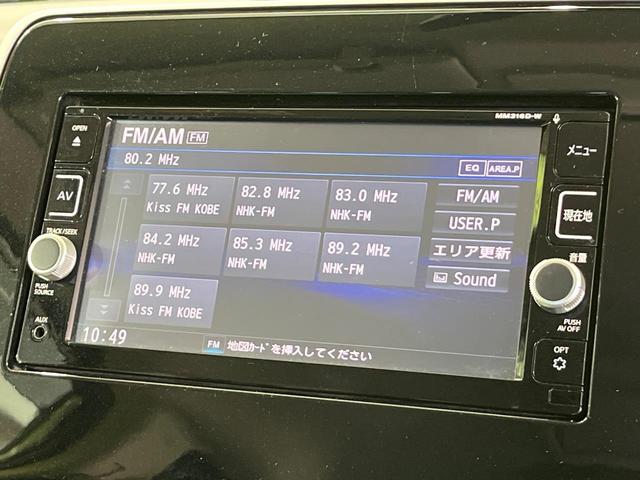 MM316D-W
OPEN
AV
TRACK/SEEK
PUSH
SOURCE
AUX
FM/AM FM
80.2 MHz
EQ AREA.P
77.6 MHz
Kiss FM KOBE
82.8 MHz
NHK-FM
83.0 MHz
NHK-FM
FM/AM
USER.P
84.2 MHz
NHK-FM
85.3 MHz
NHK-FM
89.2 MHz
NHK-FM
エリア更新
Sound
89.9 MHz
Kiss FM KOBE
10:49
FM 地図ｶｰﾄﾞを挿入してください
メニュー
現在地
音量
PUSH
AV OFF
OPT